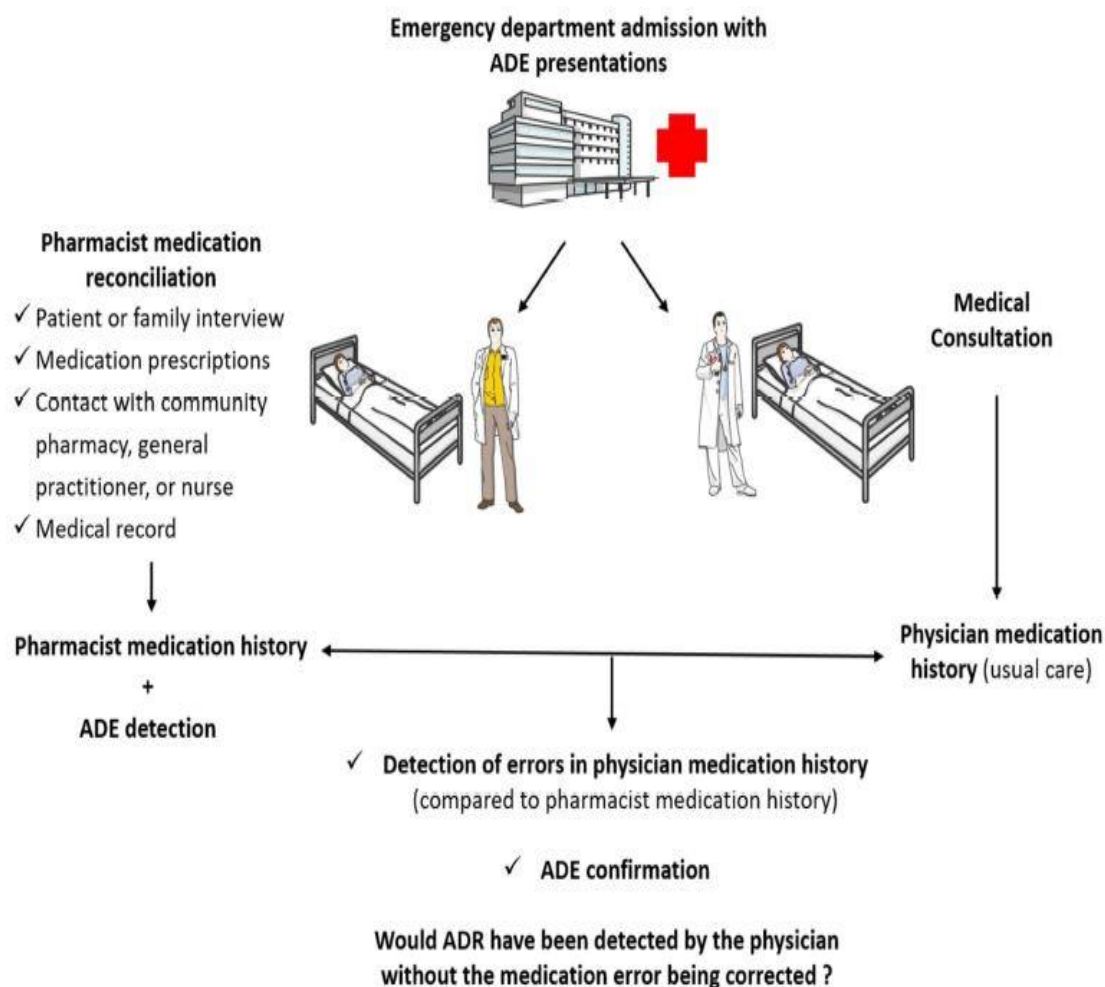 Emergency department admission with
ADE presentations
Pharmacist medication
reconciliation
✓ Patient or family interview
✓ Medication prescriptions
✓ Contact with community
pharmacy, general
practitioner, or nurse
✓ Medical record
Medical
Consultation
Pharmacist medication history
+
ADE detection
Physician medication
history (usual care)
✓ Detection of errors in physician medication history
(compared to pharmacist medication history)
✓ ADE confirmation
Would ADR have been detected by the physician
without the medication error being corrected ?